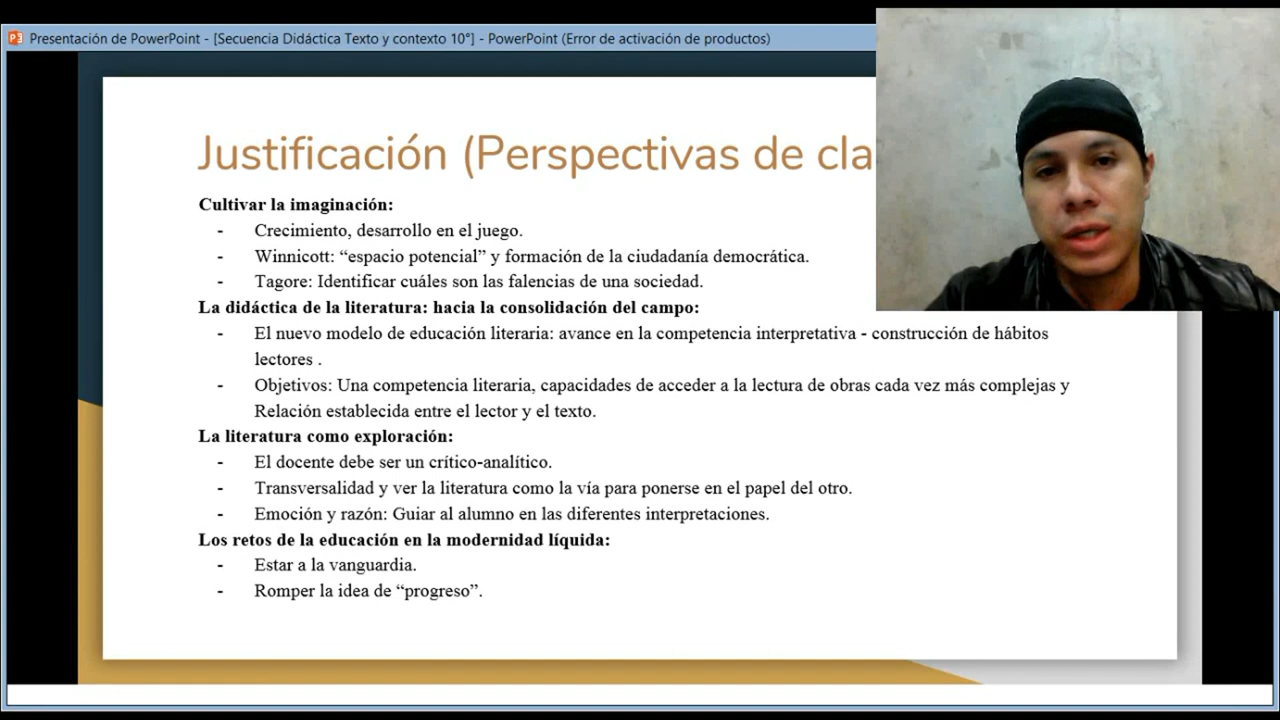 Presentación de PowerPoint - [Secuencia Didáctica Texto y contexto 10°] - PowerPoint (Error de activación de productos)
Justificación (Perspectivas de cla
Cultivar la imaginación:
- Crecimiento, desarrollo en el juego.
- Winnicott: “espacio potencial” y formación de la ciudadanía democrática.
- Tagore: Identificar cuáles son las falencias de una sociedad.
La didáctica de la literatura: hacia la consolidación del campo:
- El nuevo modelo de educación literaria: avance en la competencia interpretativa - construcción de hábitos
lectores .
- Objetivos: Una competencia literaria, capacidades de acceder a la lectura de obras cada vez más complejas y
Relación establecida entre el lector y el texto.
La literatura como exploración:
- El docente debe ser un crítico-analítico.
- Transversalidad y ver la literatura como la vía para ponerse en el papel del otro.
- Emoción y razón: Guiar al alumno en las diferentes interpretaciones.
Los retos de la educación en la modernidad líquida:
- Estar a la vanguardia.
- Romper la idea de “progreso”.